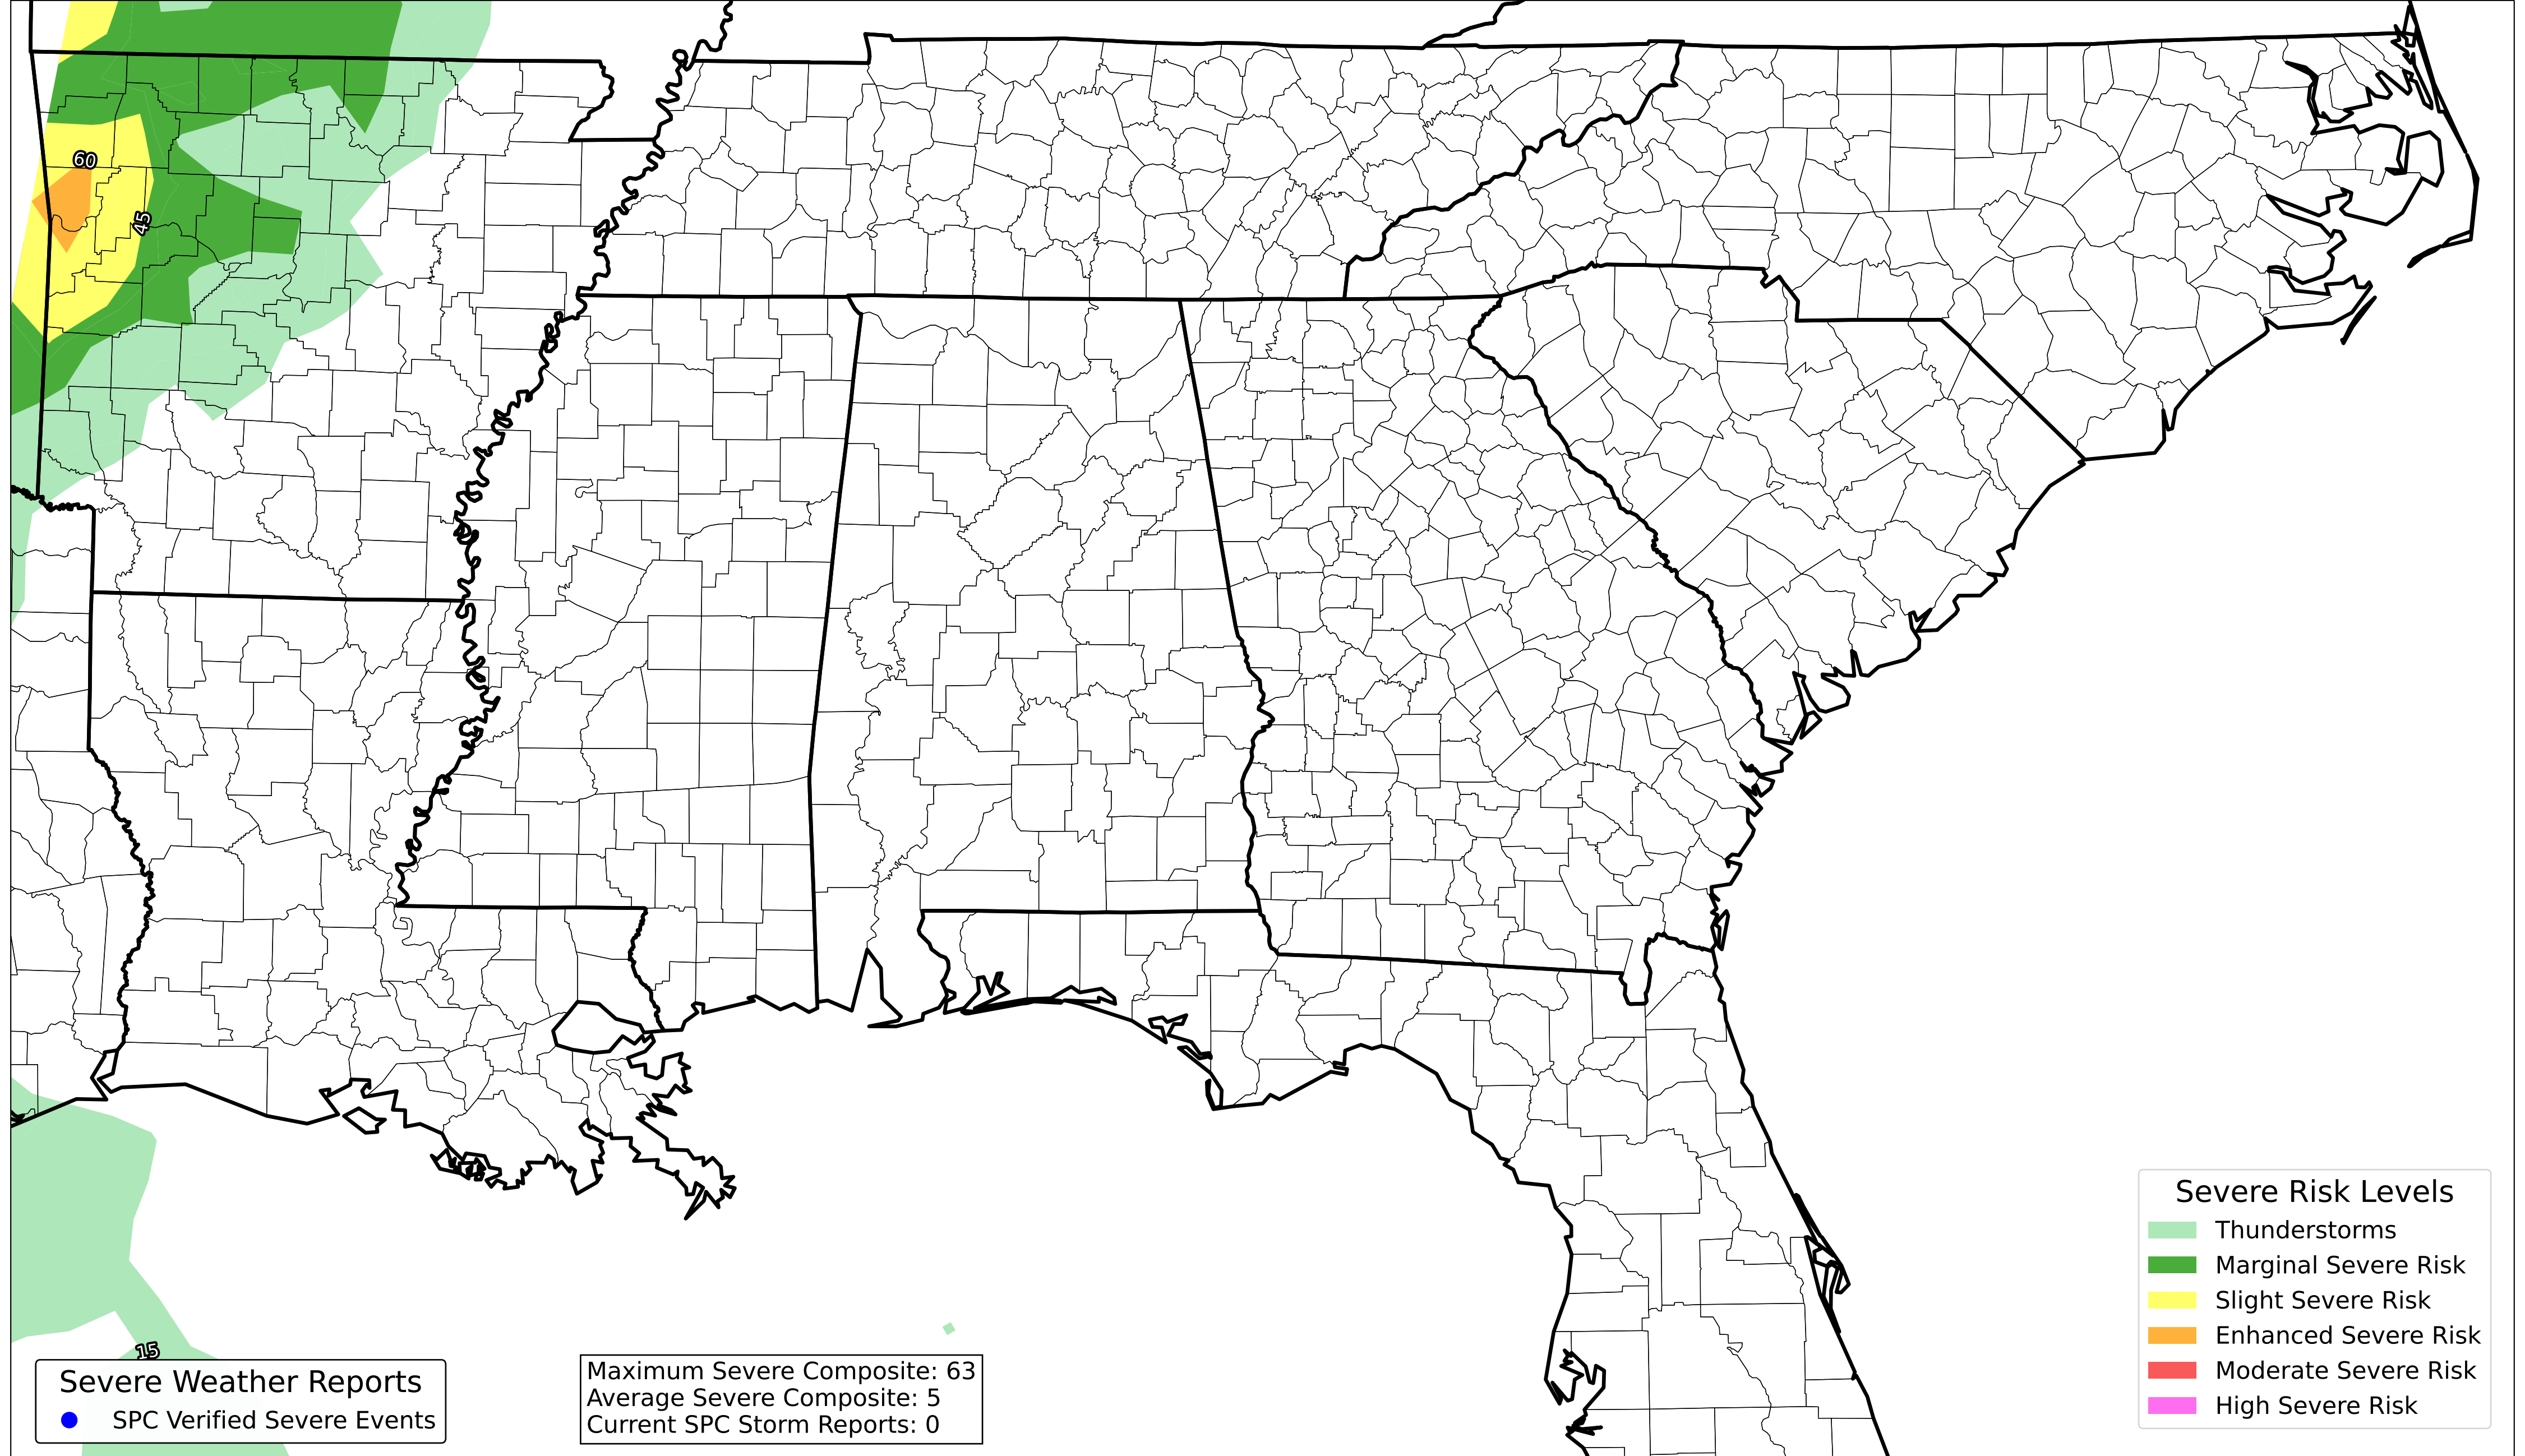 60
45
15
Severe Weather Reports
SPC Verified Severe Events
Maximum Severe Composite: 63
Average Severe Composite: 5
Current SPC Storm Reports: 0
Severe Risk Levels
Thunderstorms
Marginal Severe Risk
Slight Severe Risk
Enhanced Severe Risk
Moderate Severe Risk
High Severe Risk